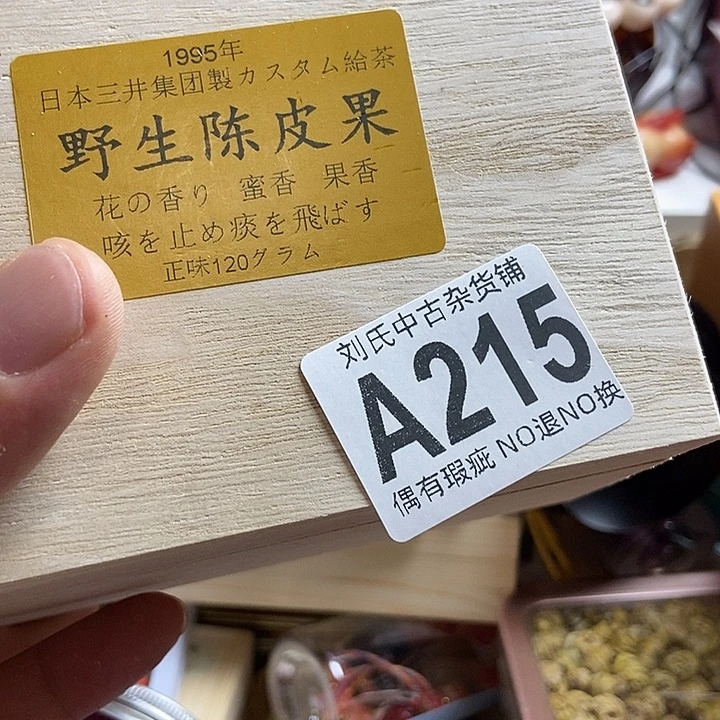 1995年
日本三井集团製カスタム給茶
野生陈皮果
花の香り 蜜香 果香
咳を止め痰を飛ばす
正味120グラム
刘氏中古杂货铺
A215
偶有瑕疵 NO退NO换